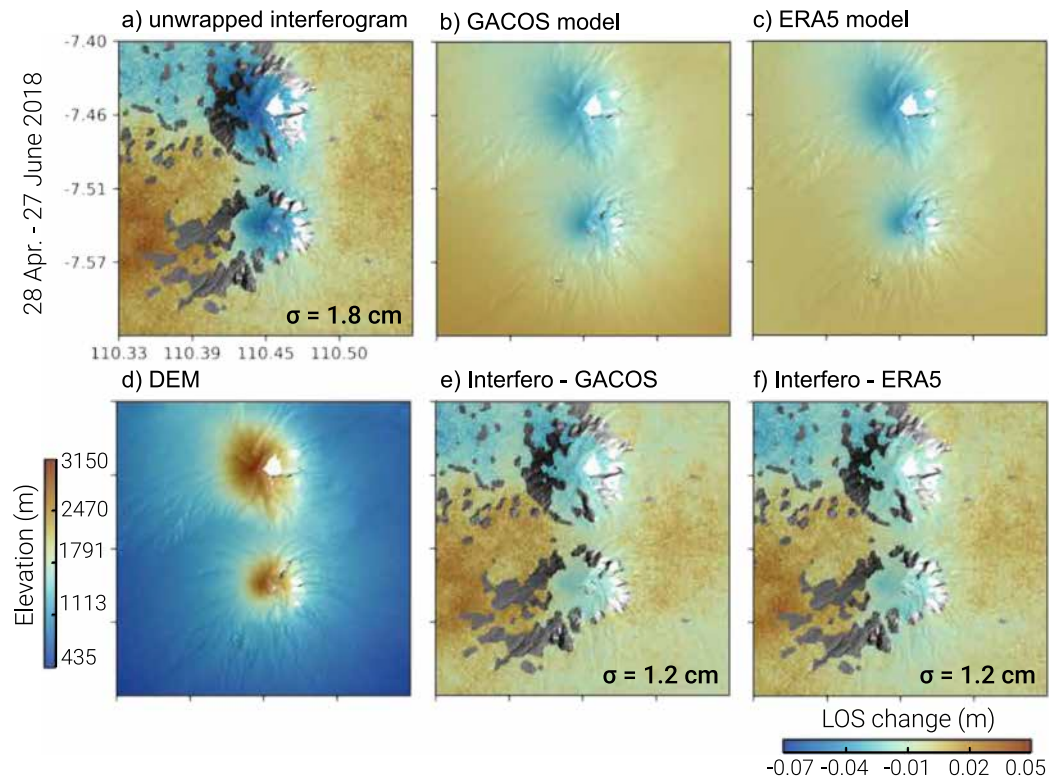 a) unwrapped interferogram
b) GACOS model
c) ERA5 model
28 Apr. - 27 June 2018
-7.40
-7.46
-7.51
-7.57
σ = 1.8 cm
110.33 110.39 110.45 110.50
d) DEM
e) Interfero - GACOS
f) Interfero - ERA5
Elevation (m)
3150
2470
1791
1113
435
σ = 1.2 cm
σ = 1.2 cm
LOS change (m)
-0.07 -0.04 -0.01 0.02 0.05